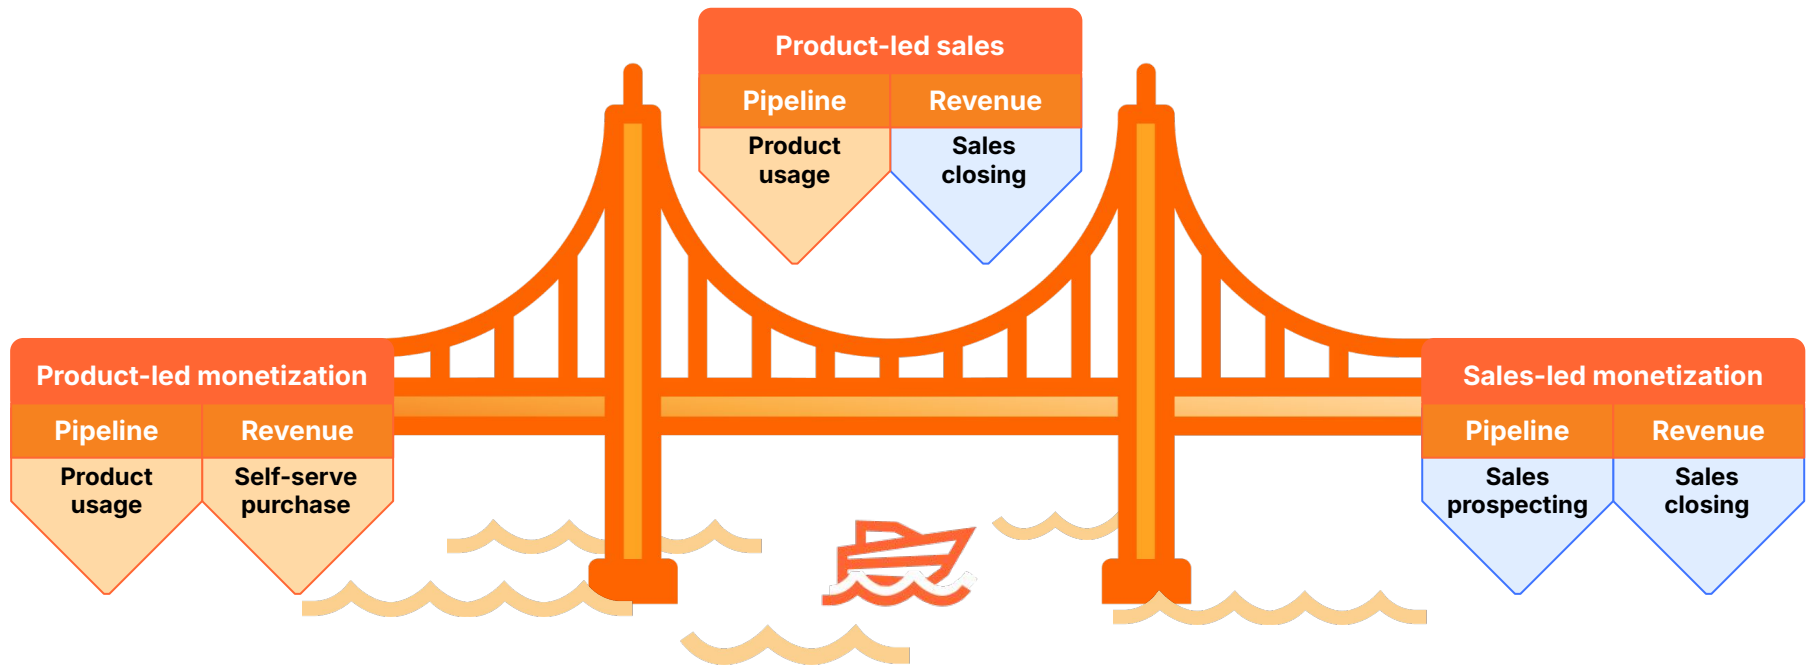 Product-led sales
Pipeline
Revenue
Product
usage
Sales
closing
Product-led monetization
Pipeline
Revenue
Product
usage
Self-serve
purchase
Sales-led monetization
Pipeline
Revenue
Sales
prospecting
Sales
closing